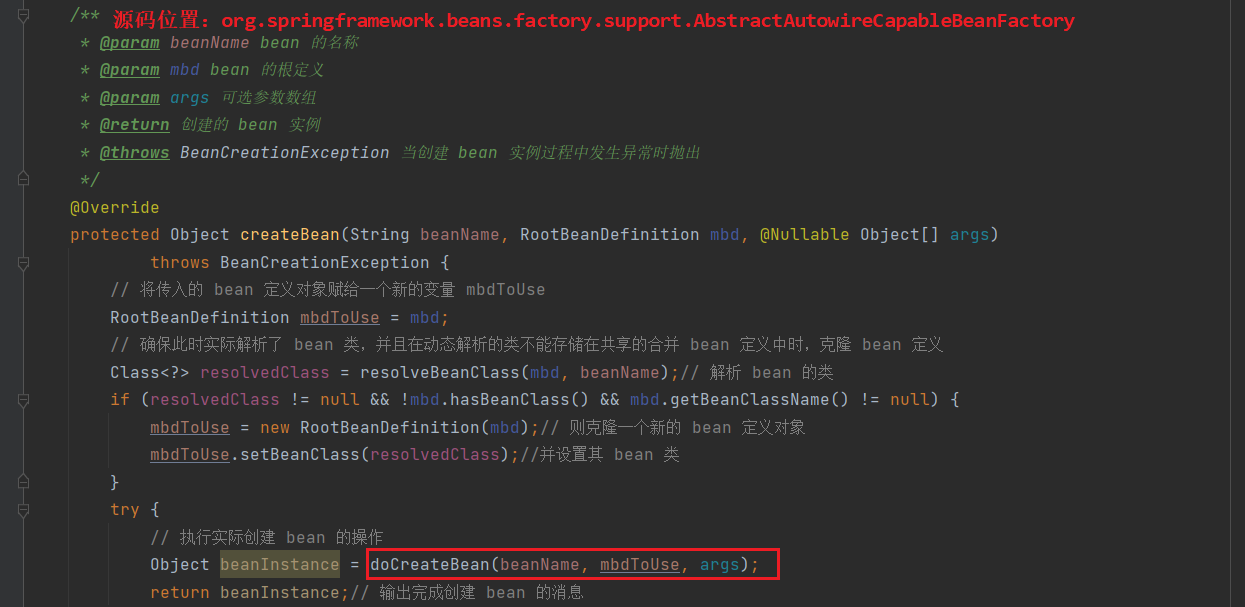 /** 源码位置：org.springframework.beans.factory.support.AbstractAutowireCapableBeanFactory
* @param beanName bean 的名称
* @param mbd bean 的根定义
* @param args 可选参数数组
* @return 创建的 bean 实例
* @throws BeanCreationException 当创建 bean 实例过程中发生异常时抛出
*/
@Override
protected Object createBean(String beanName, RootBeanDefinition mbd, @Nullable Object[] args)
throws BeanCreationException {
// 将传入的 bean 定义对象赋给一个新的变量 mbdToUse
RootBeanDefinition mbdToUse = mbd;
// 确保此时实际解析了 bean 类，并且在动态解析的类不能存储在共享的合并 bean 定义中时，克隆 bean 定义
Class<?> resolvedClass = resolveBeanClass(mbd, beanName);// 解析 bean 的类
if (resolvedClass != null && !mbd.hasBeanClass() && mbd.getBeanClassName() != null) {
mbdToUse = new RootBeanDefinition(mbd);// 则克隆一个新的 bean 定义对象
mbdToUse.setBeanClass(resolvedClass);//并设置其 bean 类
}
try {
// 执行实际创建 bean 的操作
Object beanInstance = doCreateBean(beanName, mbdToUse, args);
return beanInstance;// 输出完成创建 bean 的消息